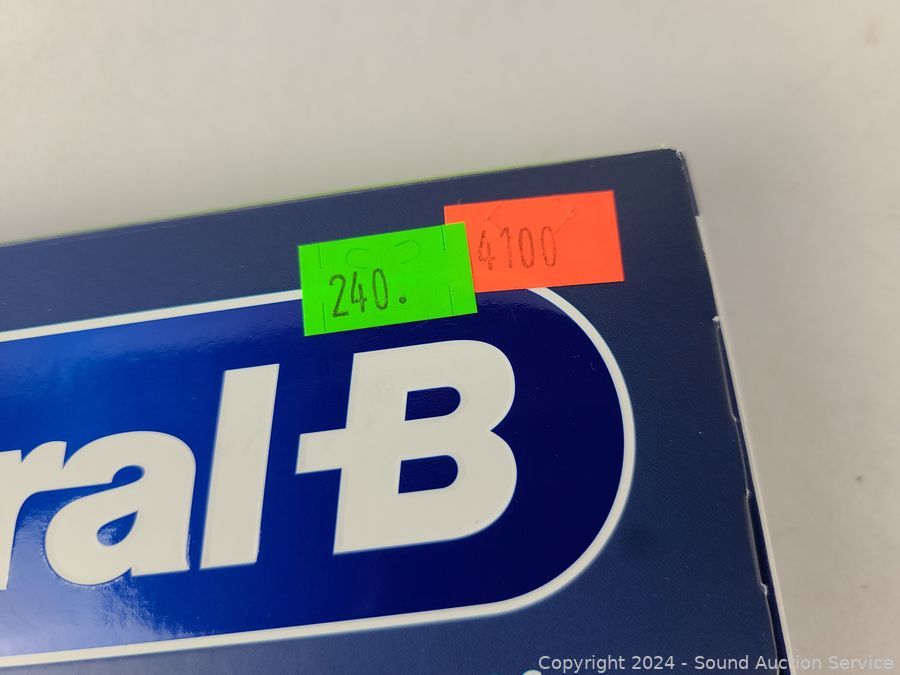 4100
240.
ral-B
Copyright 2024 - Sound Auction Service